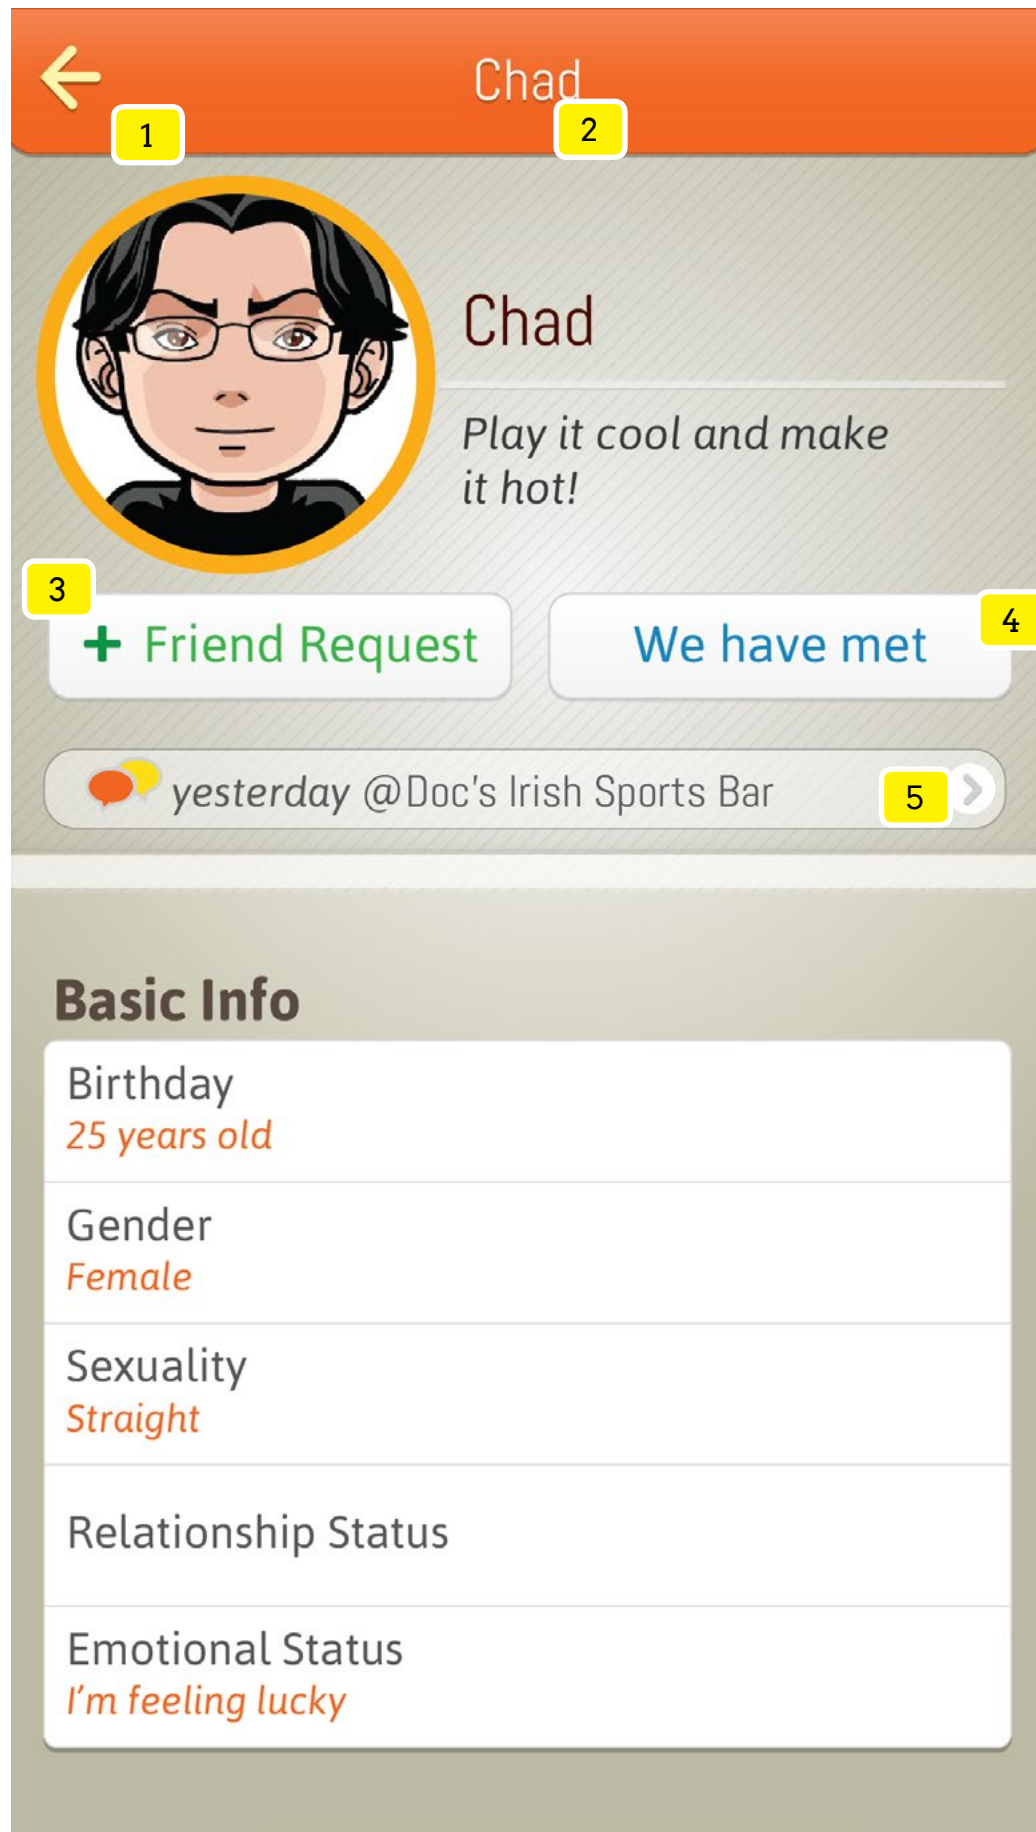 Chad
1
2
Chad
Play it cool and make
it hot!
3
+ Friend Request
We have met
4
yesterday @Doc's Irish Sports Bar
5
Basic Info
Birthday
25 years old
Gender
Female
Sexuality
Straight
Relationship Status
Emotional Status
I'm feeling lucky